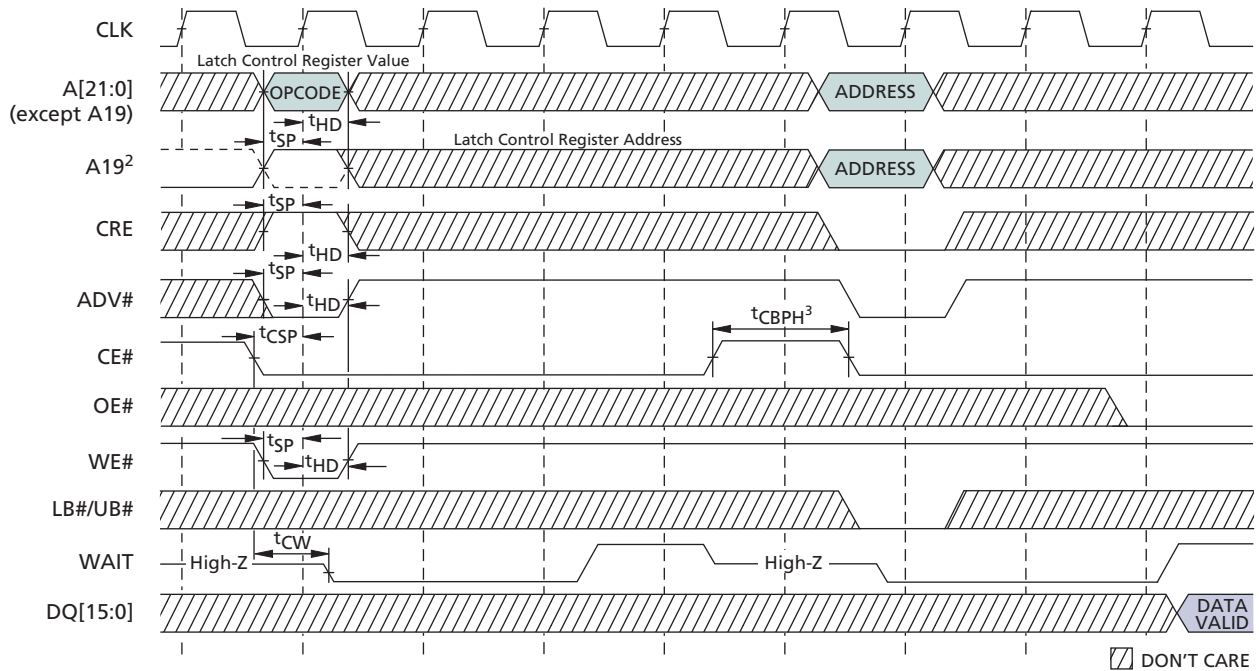 CLK
Latch Control Register Value
A[21:0]
(except A19)
OPCODE
ADDRESS
tHD
tSP
Latch Control Register Address
A19²
ADDRESS
tSP
CRE
tHD
tSP
ADV#
tHD
tCBPH³
tCSP
CE#
OE#
tSP
WE#
tHD
LB#/UB#
tCW
WAIT
High-Z
High-Z
DQ[15:0]
DATA
VALID
DON'T CARE